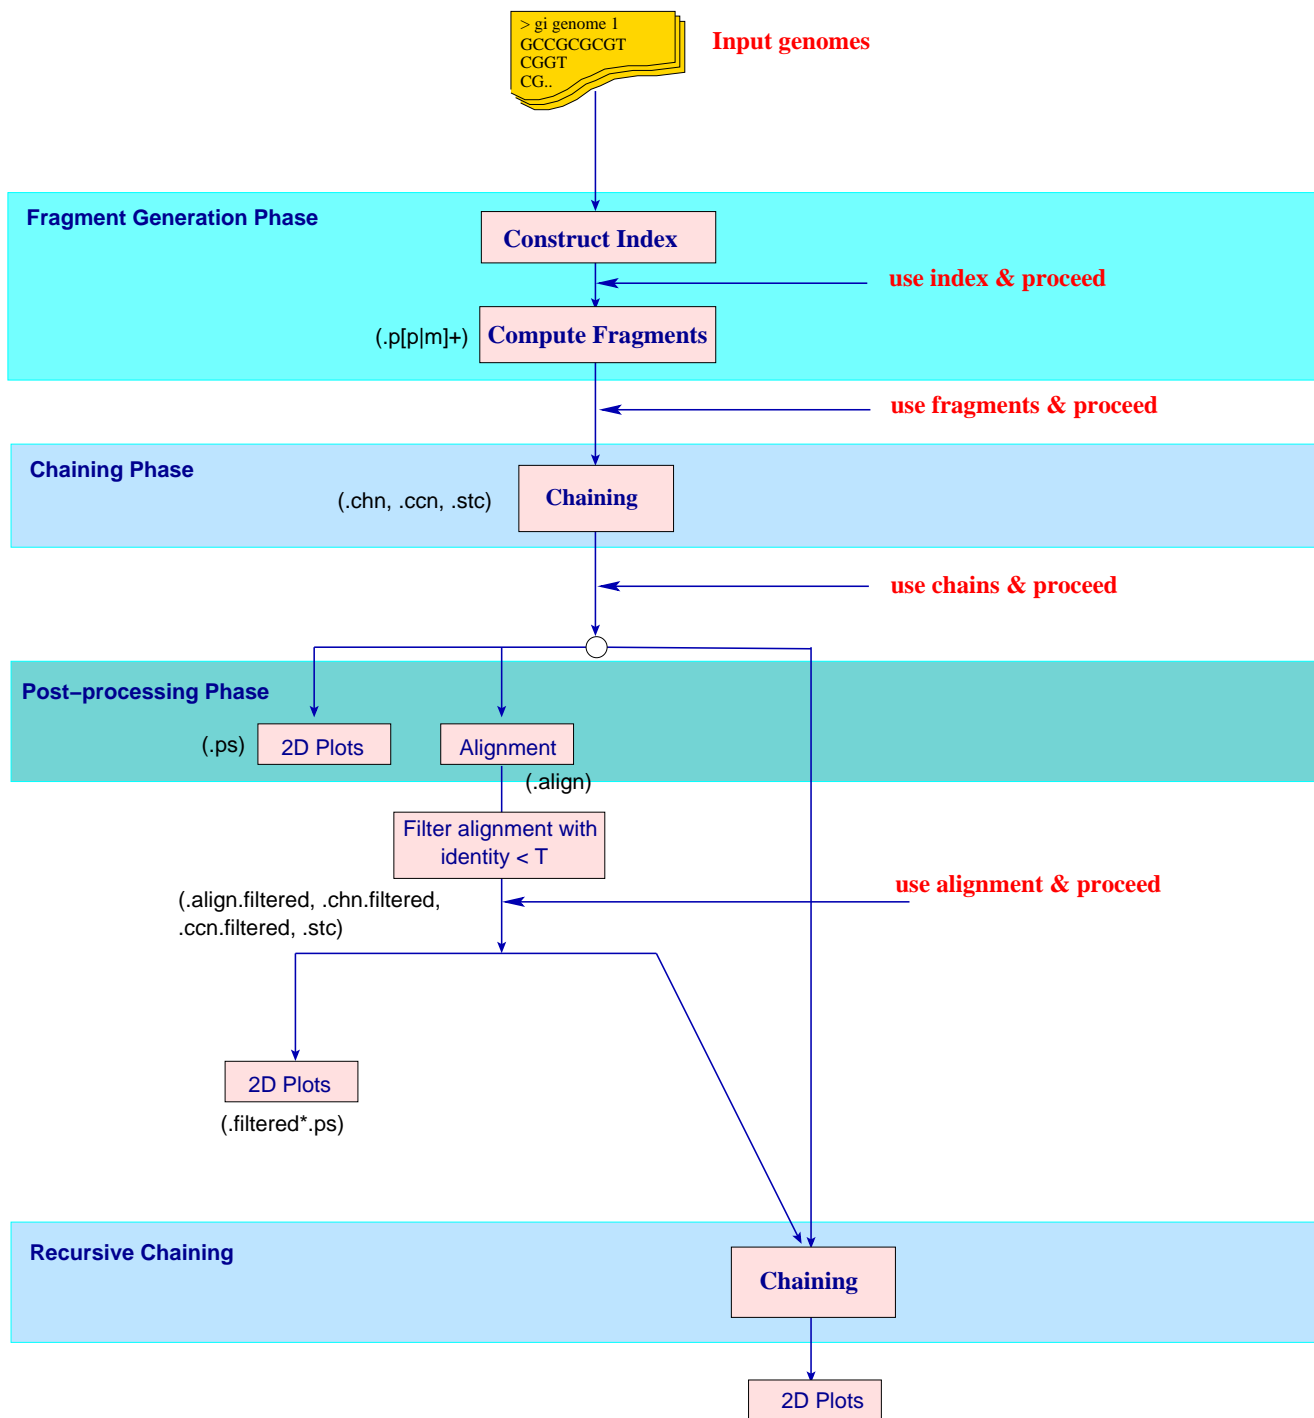 > gi genome 1
GCCGCGCGT
CGGT
CG..
Input genomes
Fragment Generation Phase
Construct Index
use index & proceed
(.p[p|m]+)
Compute Fragments
use fragments & proceed
Chaining Phase
(.chn, .ccn, .stc)
Chaining
use chains & proceed
Post−processing Phase
(.ps)
2D Plots
Alignment
(.align)
Filter alignment with
identity < T
use alignment & proceed
(.align.filtered, .chn.filtered,
.ccn.filtered, .stc)
2D Plots
(.filtered*.ps)
Recursive Chaining
Chaining
2D Plots